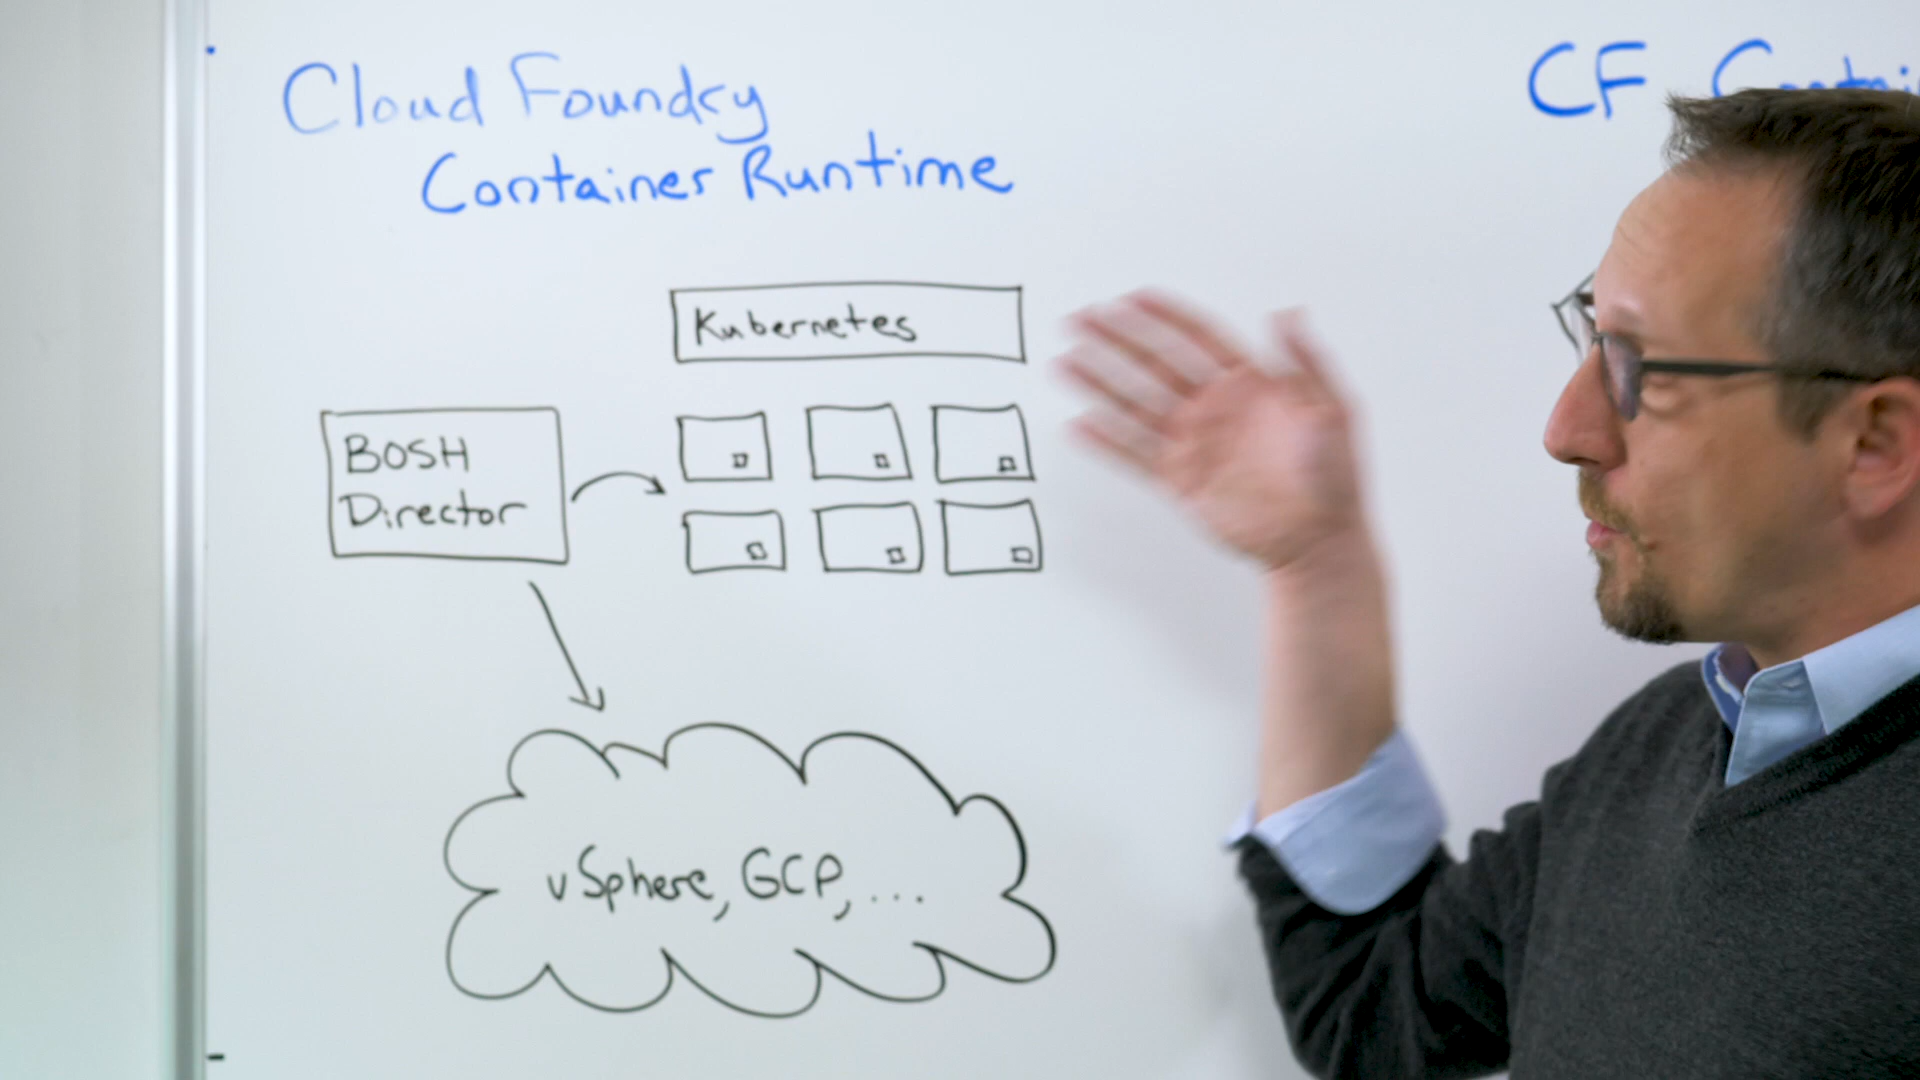 Cloud Foundry
Container Runtime
CF
Kubernetes
BOSH
Director
vSphere, GCP, ...